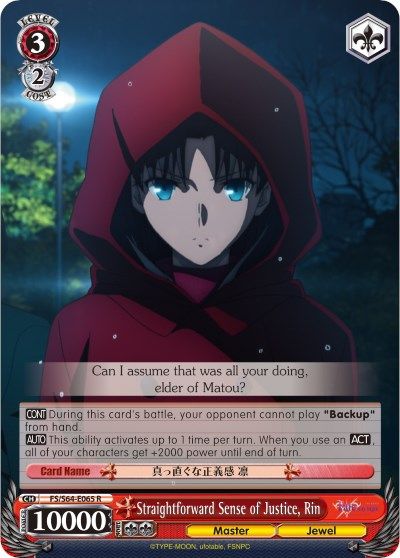 LEVEL
3
2
COST
Can I assume that was all your doing,
elder of Matou?
CONT During this card's battle, your opponent cannot play "Backup"
from hand.
AUTO This ability activates up to 1 time per turn. When you use an ACT,
all of your characters get +2000 power until end of turn.
Card Name 真っ直ぐな正義感 凛
CH FS/S64-E065 R
Straightforward Sense of Justice, Rin
POWER 10000 SOUL Master Jewel
©TYPE-MOON, ufotable, FSNPC